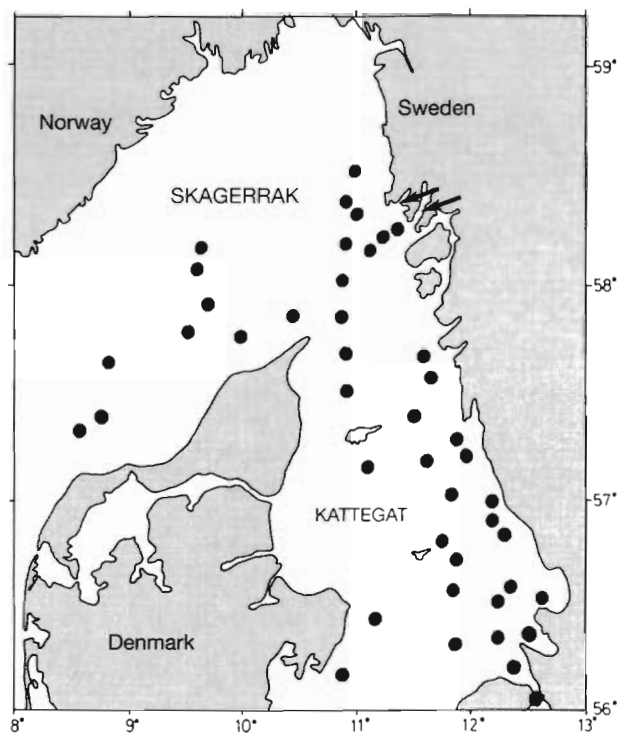 59°
Sweden
Norway
SKAGERRAK
58°
57°
KATTEGAT
Denmark
56°
8° 9° 10° 11° 12° 13°